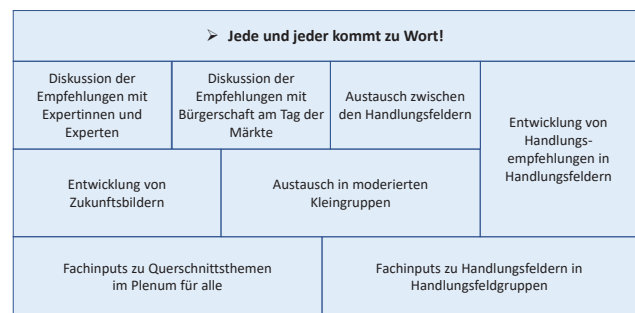 ➢ Jede und jeder kommt zu Wort!
Diskussion der
Empfehlungen mit
Expertinnen und
Experten
Diskussion der
Empfehlungen mit
Bürgerschaft am Tag der
Märkte
Austausch zwischen
den Handlungsfeldern
Entwicklung von
Handlungs-
empfehlungen in
Handlungsfeldern
Entwicklung von
Zukunftsbildern
Austausch in moderierten
Kleingruppen
Fachinputs zu Querschnittsthemen
im Plenum für alle
Fachinputs zu Handlungsfeldern in
Handlungsfeldgruppen